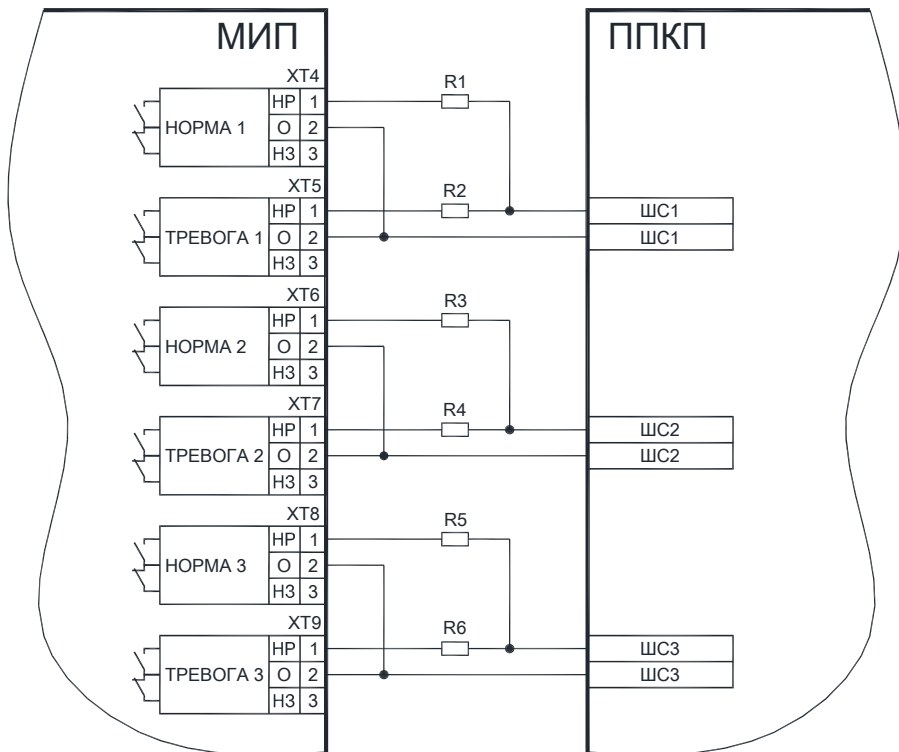 МИП
ППКП
XT4
НОРМА 1
НР 1
О 2
НЗ 3
R1
XT5
ТРЕВОГА 1
НР 1
О 2
НЗ 3
R2
ШС1
ШС1
XT6
НОРМА 2
НР 1
О 2
НЗ 3
R3
XT7
ТРЕВОГА 2
НР 1
О 2
НЗ 3
R4
ШС2
ШС2
XT8
НОРМА 3
НР 1
О 2
НЗ 3
R5
XT9
ТРЕВОГА 3
НР 1
О 2
НЗ 3
R6
ШС3
ШС3